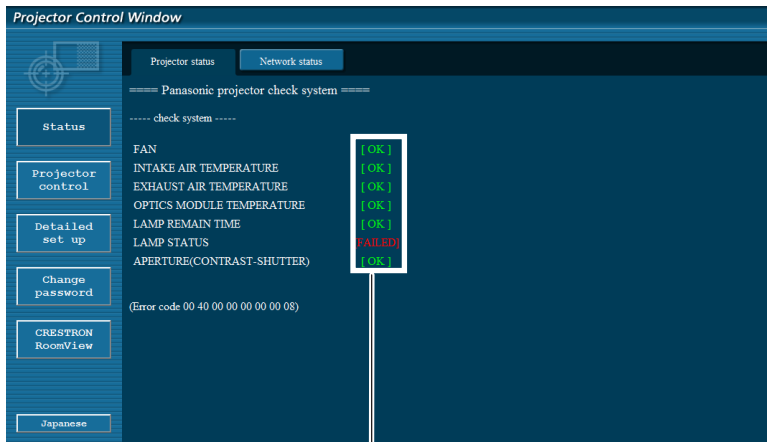 Projector Control Window
Projector status
Network status
==== Panasonic projector check system ====
Status
----- check system -----
FAN [ OK ]
INTAKE AIR TEMPERATURE [ OK ]
Projector
control
EXHAUST AIR TEMPERATURE [ OK ]
OPTICS MODULE TEMPERATURE [ OK ]
LAMP REMAIN TIME [ OK ]
Detailed
set up
LAMP STATUS FAILED]
APERTURE(CONTRAST-SHUTTER) [ OK ]
Change
password
(Error code 00 40 00 00 00 00 00 08)
CRESTRON
RoomView
Japanese